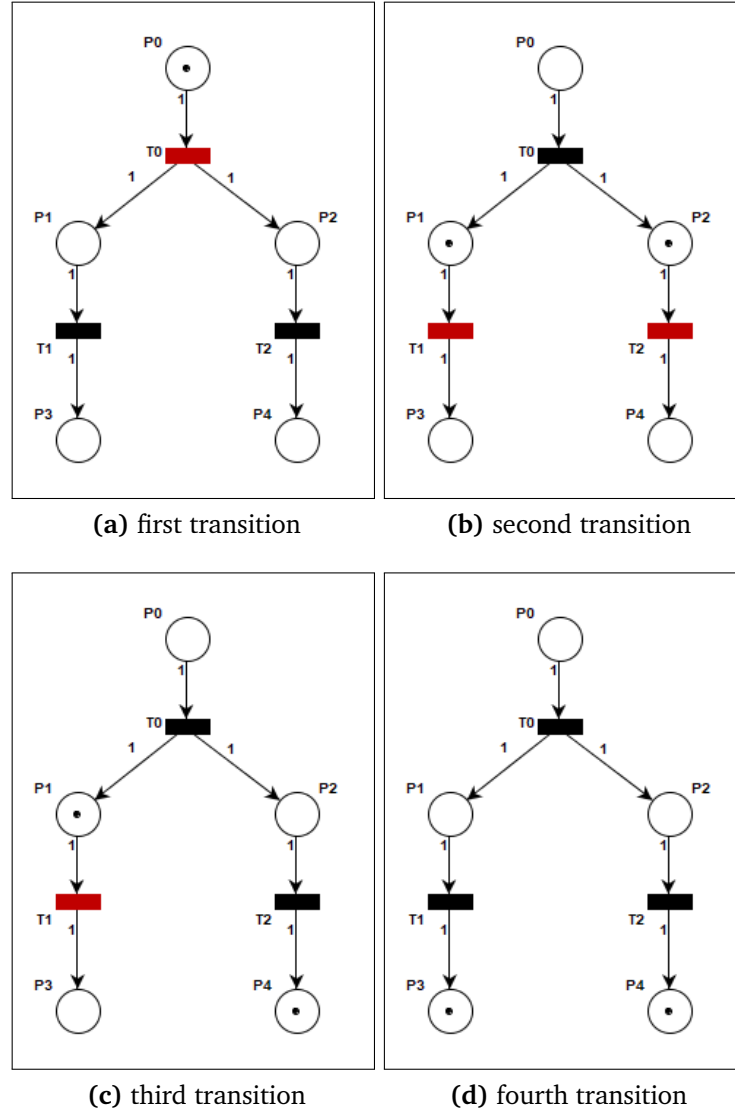 P0
1
T0
1 1
P1 P2
1 1
T1 T2
1 1
P3 P4
(a) first transition
P0
1
T0
1 1
P1 P2
1 1
T1 T2
1 1
P3 P4
(b) second transition
P0
1
T0
1 1
P1 P2
1 1
T1 T2
1 1
P3 P4
(c) third transition
P0
1
T0
1 1
P1 P2
1 1
T1 T2
1 1
P3 P4
(d) fourth transition